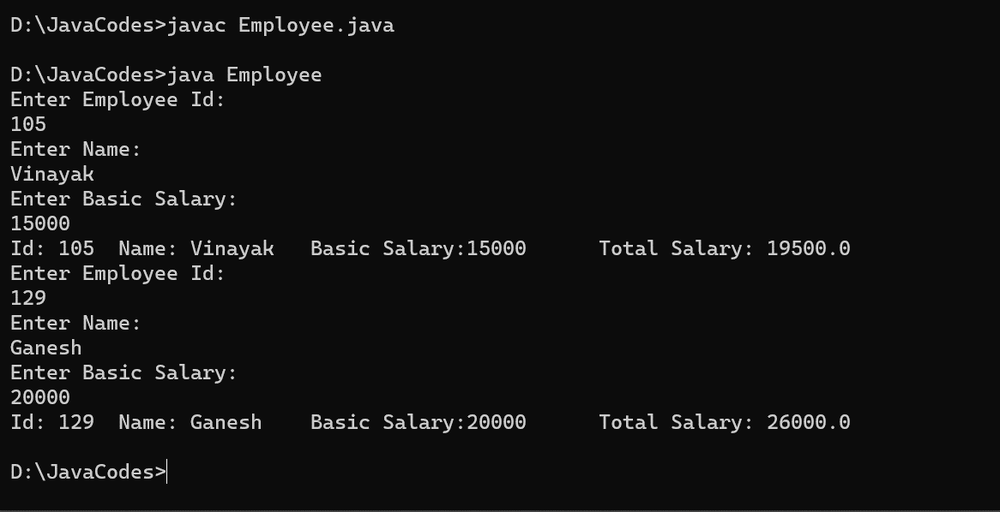 D:\JavaCodes>javac Employee.java
D:\JavaCodes>java Employee
Enter Employee Id:
105
Enter Name:
Vinayak
Enter Basic Salary:
15000
Id: 105  Name: Vinayak   Basic Salary:15000      Total Salary: 19500.0
Enter Employee Id:
129
Enter Name:
Ganesh
Enter Basic Salary:
20000
Id: 129  Name: Ganesh    Basic Salary:20000      Total Salary: 26000.0
D:\JavaCodes>